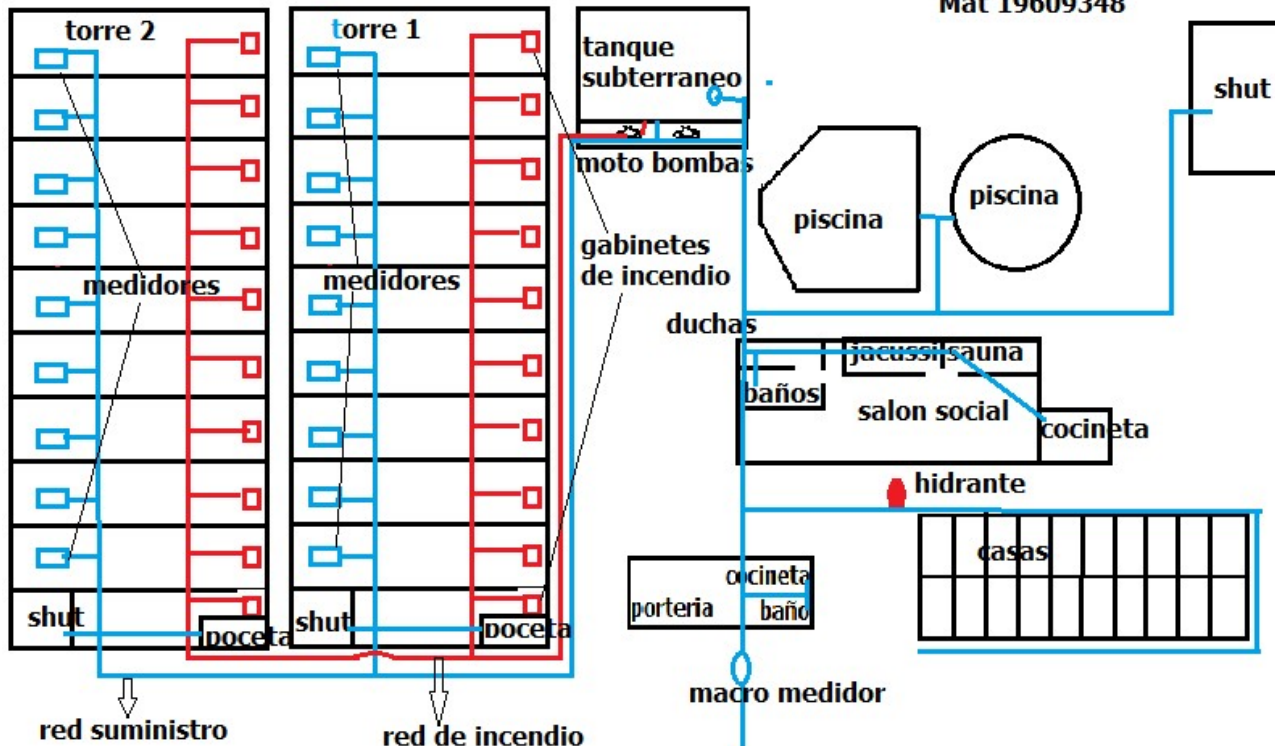 Mat 19609348
torre 2
torre 1
tanque
subterraneo
shut
moto bombas
piscina
piscina
gabinetes
de incendio
medidores
medidores
duchas
jacussi
sauna
baños
salon social
cocineta
hidrante
casas
cocineta
porteria
baño
shut
poceta
shut
poceta
macro medidor
red suministro
red de incendio